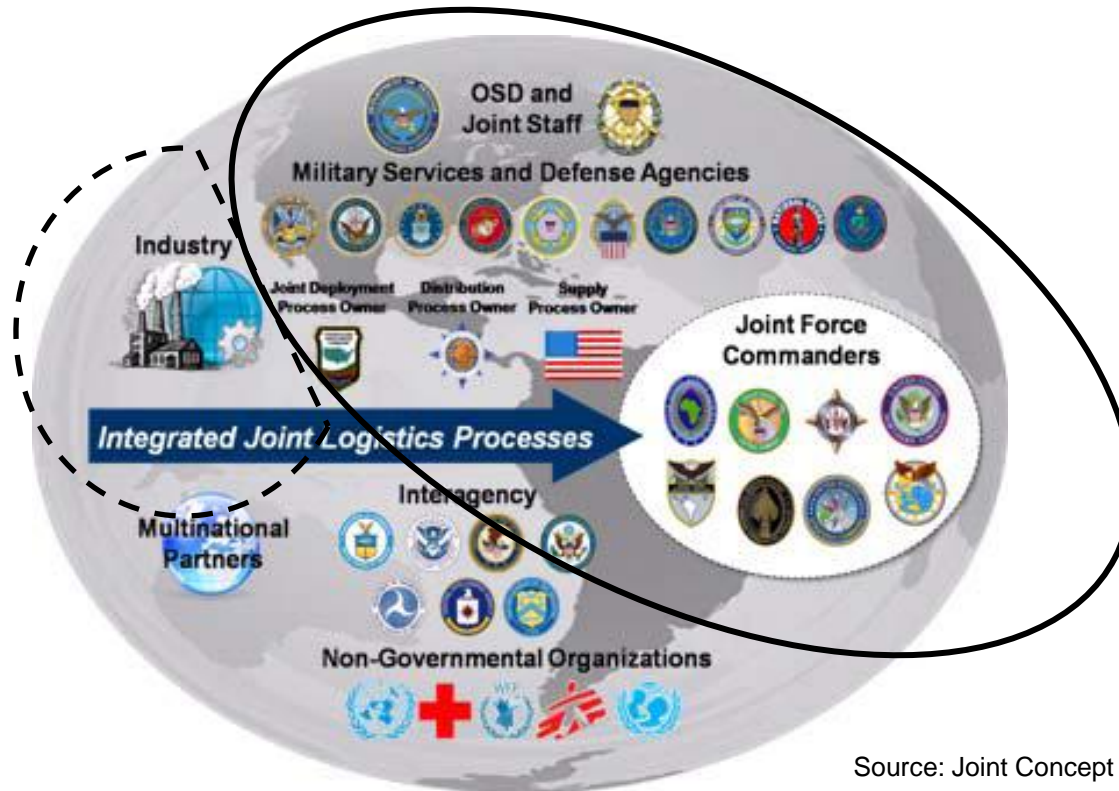 OSD and
Joint Staff
Military Services and Defense Agencies
Industry
Joint Deployment
Process Owner
Distribution
Process Owner
Supply
Process Owner
Joint Force
Commanders
Integrated Joint Logistics Processes
Interagency
Multinational
Partners
Non-Governmental Organizations
Source: Joint Concept